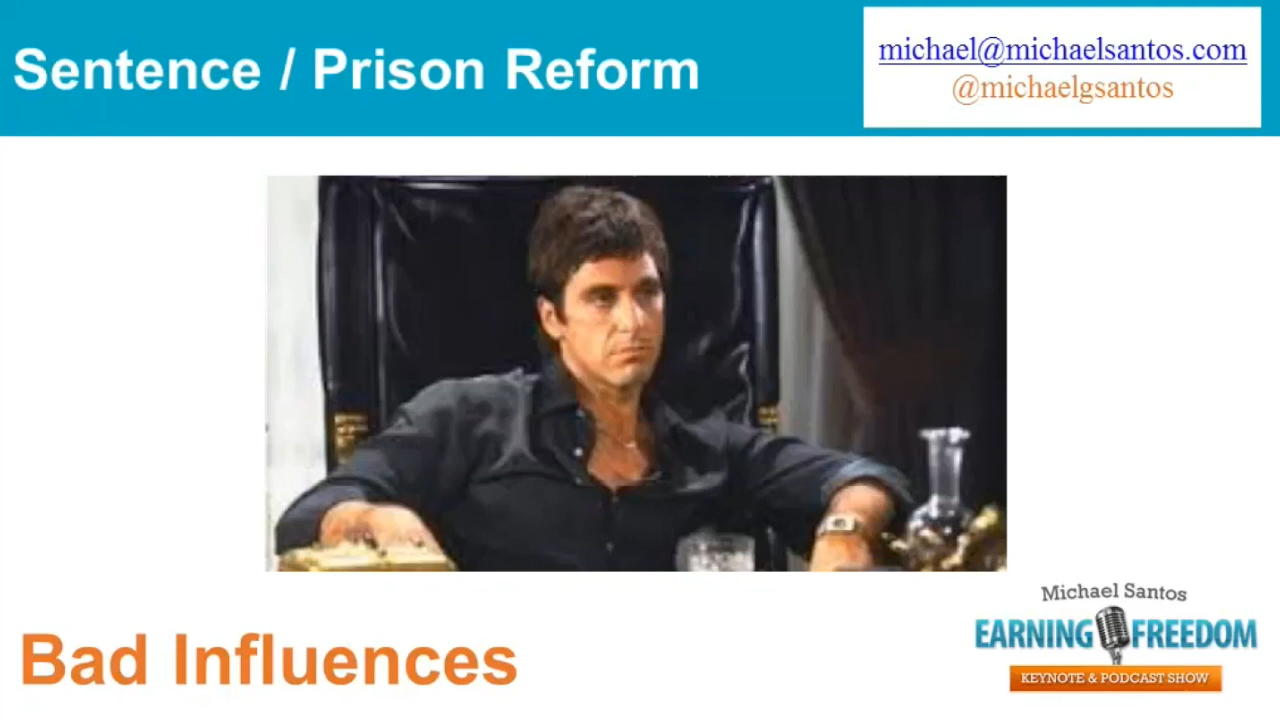 Sentence / Prison Reform
michael@michaelsantos.com
@michaelgsantos
Bad Influences
Michael Santos
EARNING FREEDOM
KEYNOTE & PODCAST SHOW